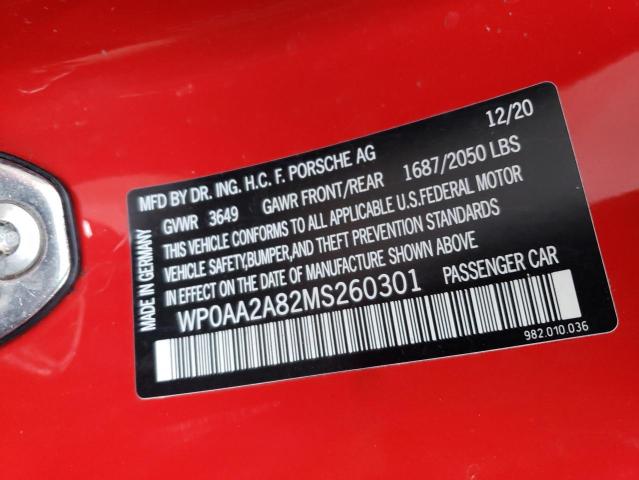 12/20
MFD BY DR. ING. H.C. F. PORSCHE AG
GVWR 3649 GAWR FRONT/REAR 1687/2050 LBS
THIS VEHICLE CONFORMS TO ALL APPLICABLE U.S.FEDERAL MOTOR
VEHICLE SAFETY,BUMPER,AND THEFT PREVENTION STANDARDS
IN EFFECT ON THE DATE OF MANUFACTURE SHOWN ABOVE
WP0AA2A82MS260301 PASSENGER CAR
982.010.036
MADE IN GERMANY